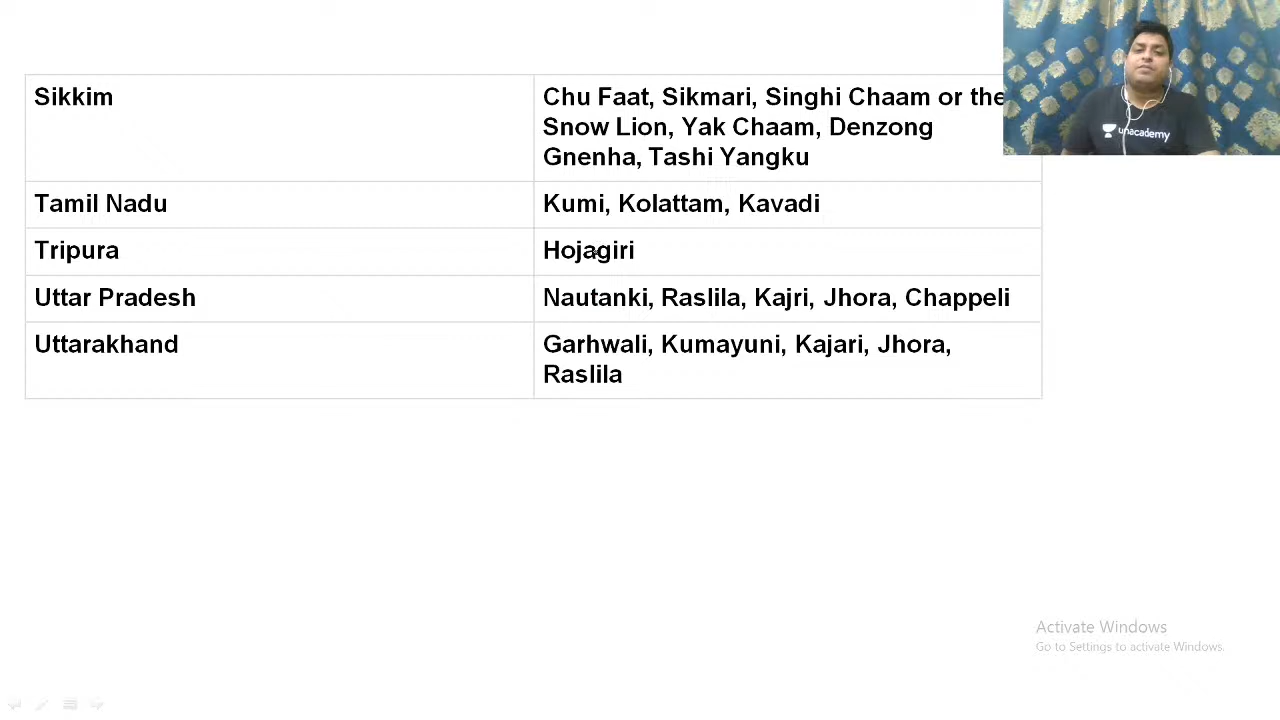 Sikkim
Chu Faat, Sikmari, Singhi Chaam or the
Snow Lion, Yak Chaam, Denzong
Gnenha, Tashi Yangku
Tamil Nadu
Kumi, Kolattam, Kavadi
Tripura
Hojagiri
Uttar Pradesh
Nautanki, Raslila, Kajri, Jhora, Chappeli
Uttarakhand
Garhwali, Kumayuni, Kajari, Jhora,
Raslila
unacademy
Activate Windows
Go to Settings to activate Windows.